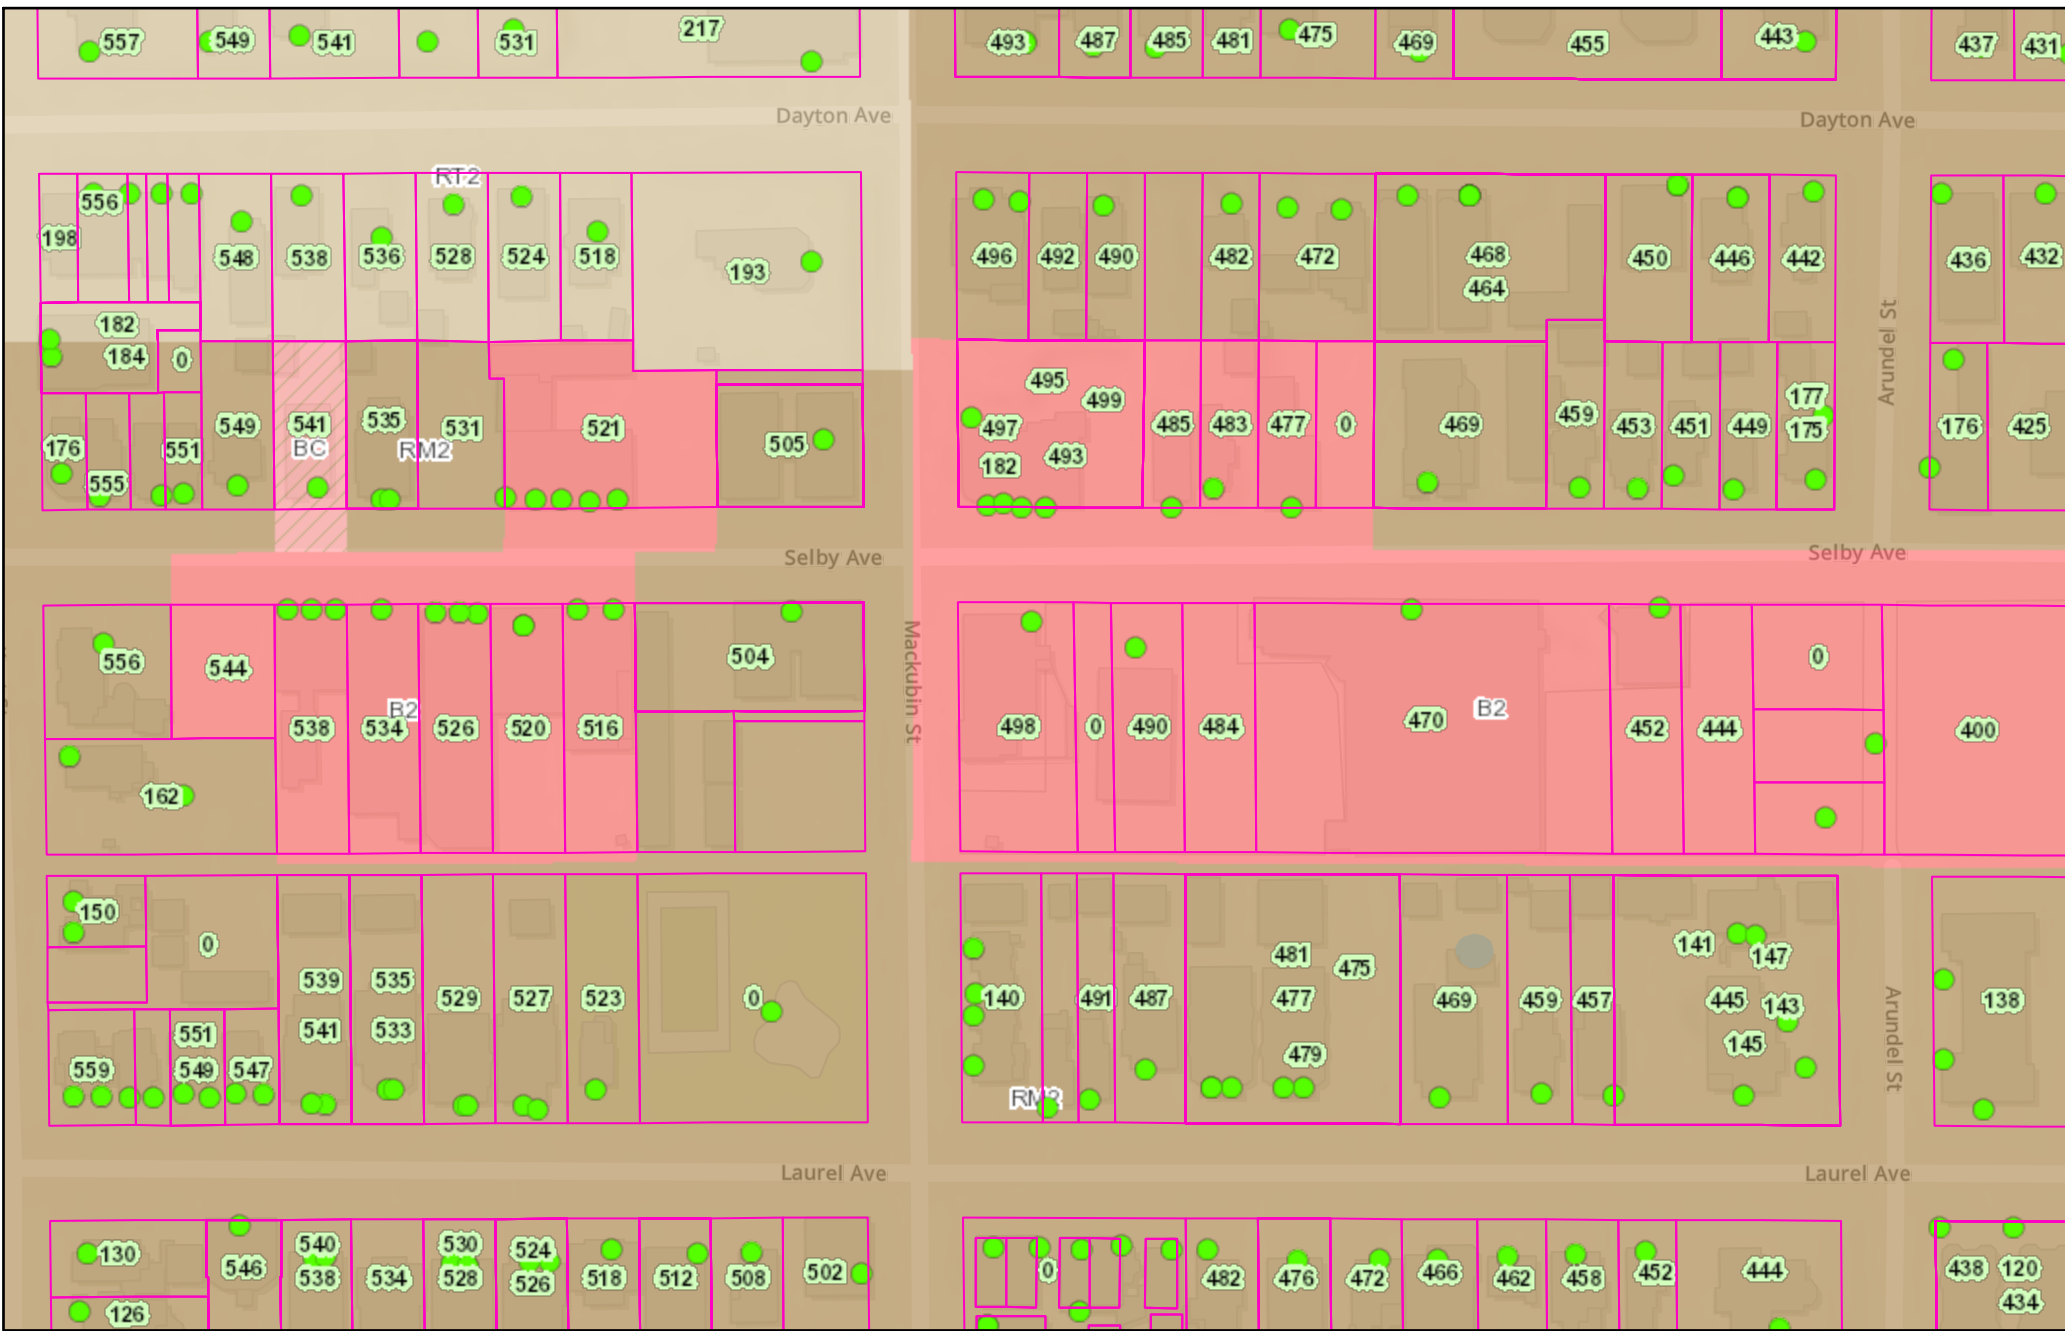 557 549 541 531 217 493 487 485 481 475 469 455 443 437 431
Dayton Ave Dayton Ave
RT2
556
198 548 538 536 528 524 518 193 496 492 490 482 472 468 450 446 442 436 432
464
182
184 0
495 499 177
549 541 535 531 521 497 485 483 477 0 469 459 453 451 449 175 176 425
176 551 BC RM2 505 182 493
555
Arundel St
Selby Ave Selby Ave
556 544 504 0
B2 B2
538 534 526 520 516 498 0 490 484 470 452 444 400
162
Mackubin St
150 0 481 475 141 147
539 535 529 527 523 0 140 491 487 477 469 459 457 445 143 138
541 533
551 479 145
559 549 547
RM2
Arundel St
Laurel Ave Laurel Ave
130 546 540 530 524 0
538 534 528 526 518 512 508 502 482 476 472 466 462 458 452 444 438 120
126 434